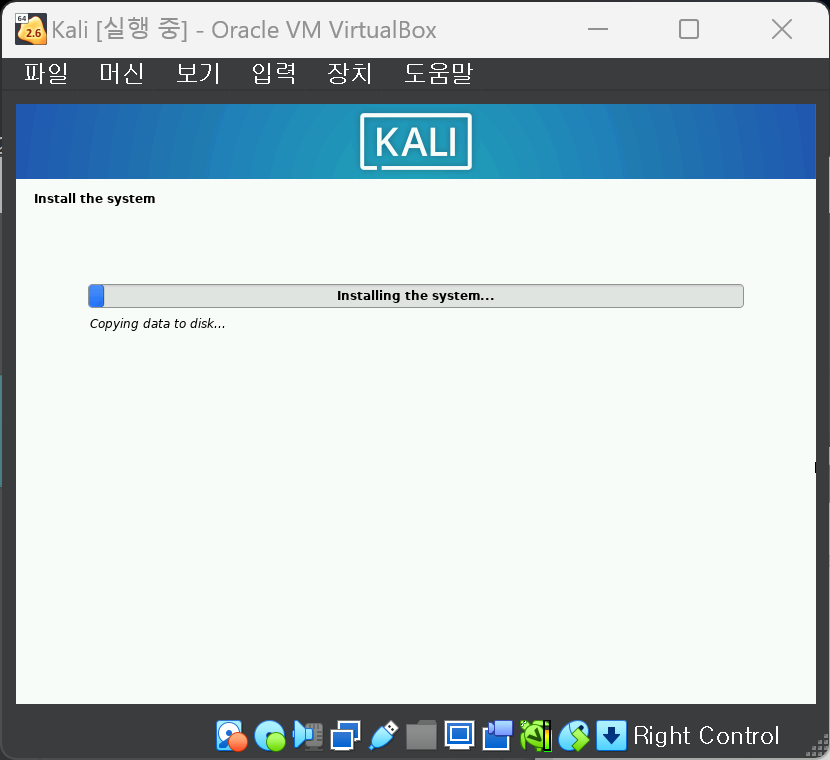 64
2.6
Kali [실행 중] - Oracle VM VirtualBox
파일 머신 보기 입력 장치 도움말
KALI
Install the system
Installing the system...
Copying data to disk...
Right Control